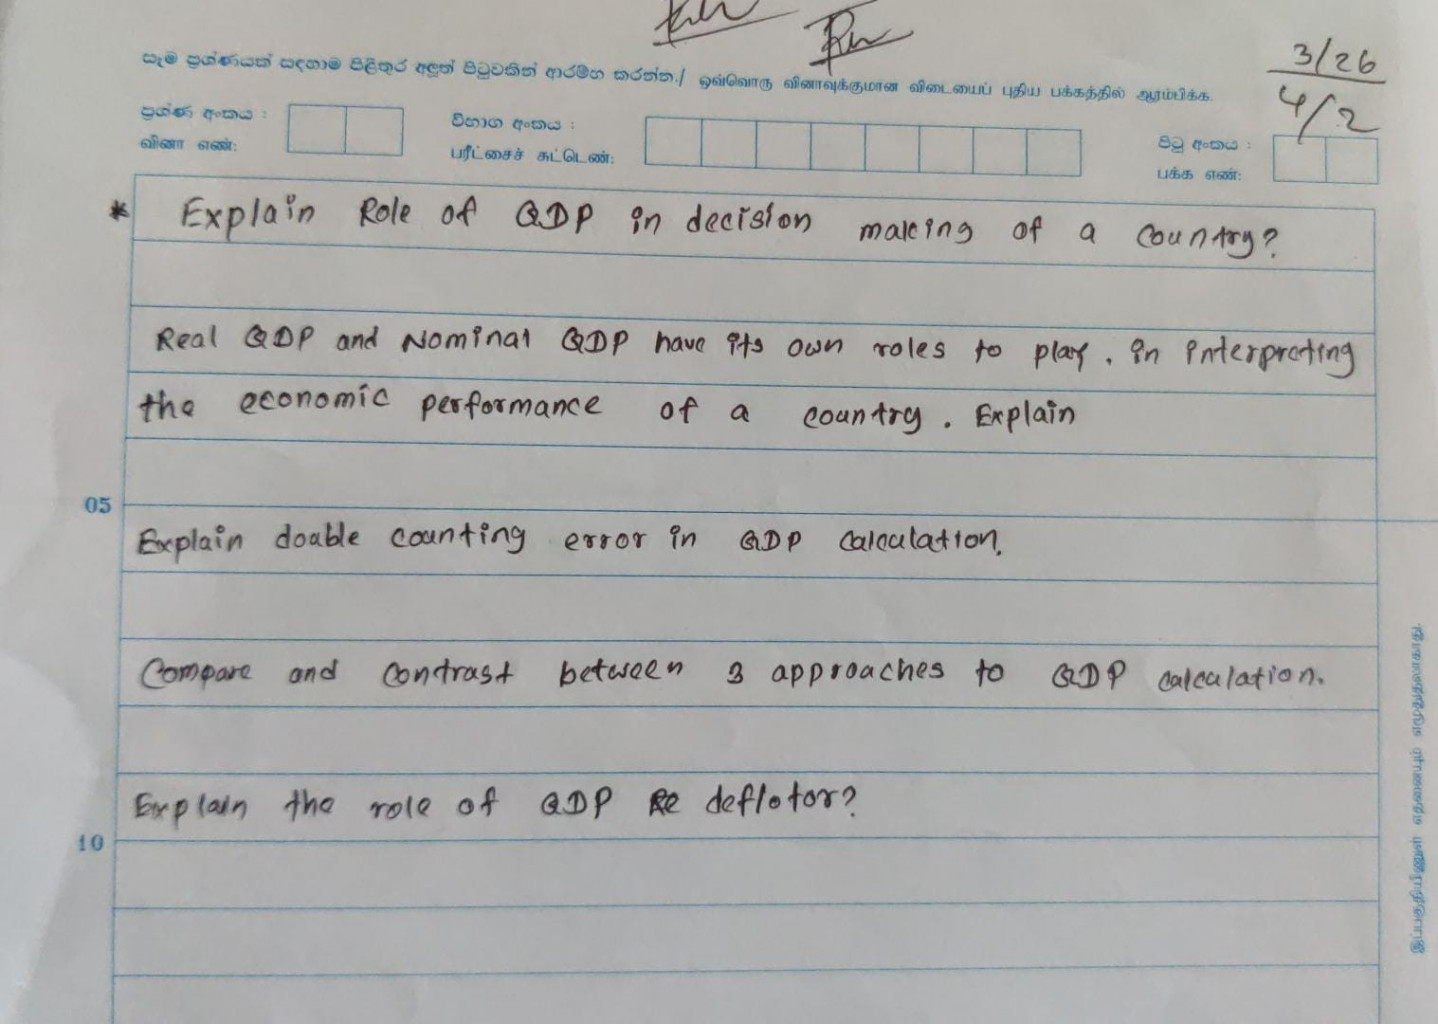 3/26
4/2
සෑම ප්‍රශ්ණයක් සඳහාම පිළිතුර අලුත් පිටුවකින් ආරම්භ කරන්න./ ஒவ்வொரு வினாவுக்குமான விடையைப் புதிய பக்கத்தில் ஆரம்பிக்க.
ප්‍රශ්ණ අංකය :
வினா எண்:
විභාග අංකය :
பரீட்சைச் சுட்டெண்:
පිටු අංකය :
பக்க எண்:
* Explain Role of GDP in decision making of a country?
Real GDP and Nominal GDP have its own roles to play. in interpreting
the economic performance of a country. Explain
05
Explain double counting error in GDP calculation.
Compare and contrast between 3 approaches to GDP calculation.
Explain the role of GDP Re deflotor?
10
இப்பகுதியினுள் எதனையும் எழுதுதலாகாது.